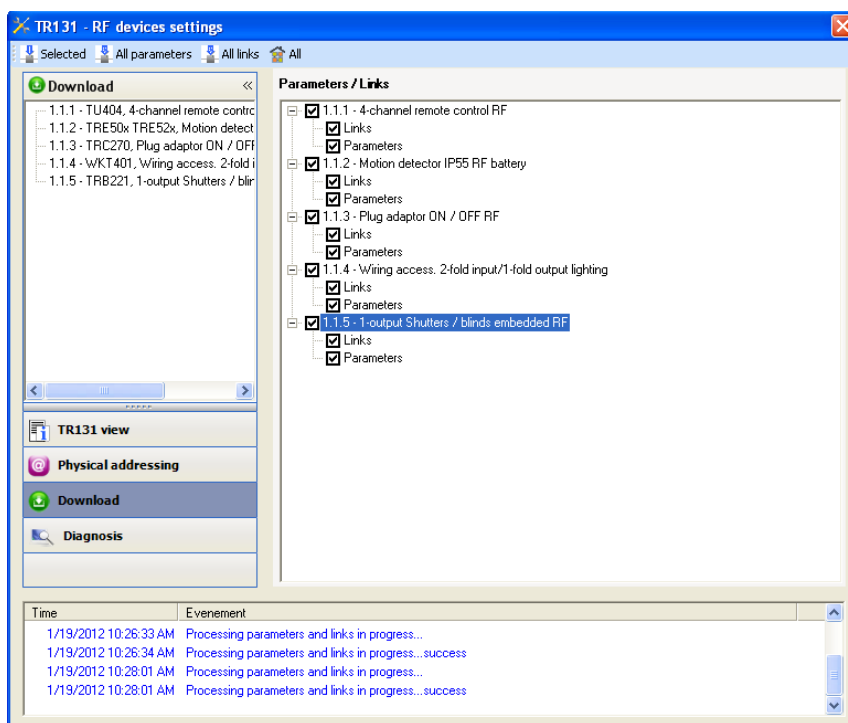 TR131 - RF devices settings
Selected All parameters All links All
Download «
1.1.1 - TU404, 4-channel remote contrc
1.1.2 - TRE50x TRE52x, Motion detect
1.1.3 - TRC270, Plug adaptor ON / OFF
1.1.4 - WKT401, Wiring access. 2-fold i
1.1.5 - TRB221, 1-output Shutters / blir
TR131 view
Physical addressing
Download
Diagnosis
Parameters / Links
1.1.1 - 4-channel remote control RF
Links
Parameters
1.1.2 - Motion detector IP55 RF battery
Links
Parameters
1.1.3 - Plug adaptor ON / OFF RF
Links
Parameters
1.1.4 - Wiring access. 2-fold input/1-fold output lighting
Links
Parameters
1.1.5 - 1-output Shutters / blinds embedded RF
Links
Parameters
Time Evenement
1/19/2012 10:26:33 AM Processing parameters and links in progress...
1/19/2012 10:26:34 AM Processing parameters and links in progress...success
1/19/2012 10:28:01 AM Processing parameters and links in progress...
1/19/2012 10:28:01 AM Processing parameters and links in progress...success